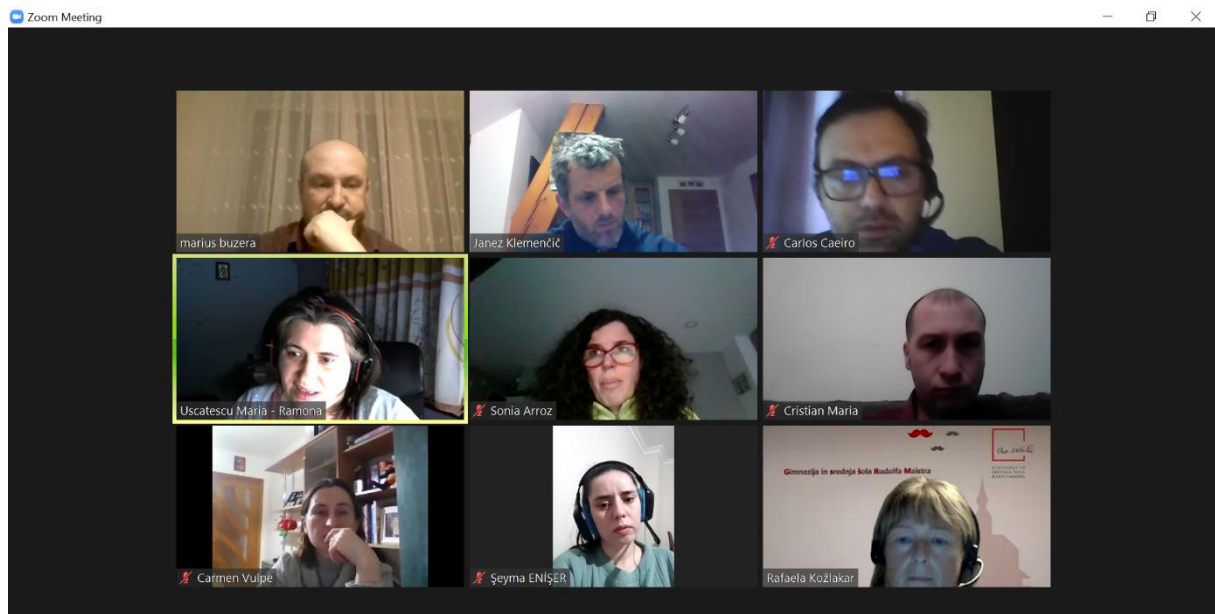 Zoom Meeting
marius buzera
Janez Klemenčič
Carlos Caeiro
Uscatescu Maria - Ramona
Sonia Arroz
Cristian Maria
Carmen Vulpe
Şeyma ENİŞER
Gimnazija in srednja šola Rudolfa Maistra
Rafaela Kožlakar